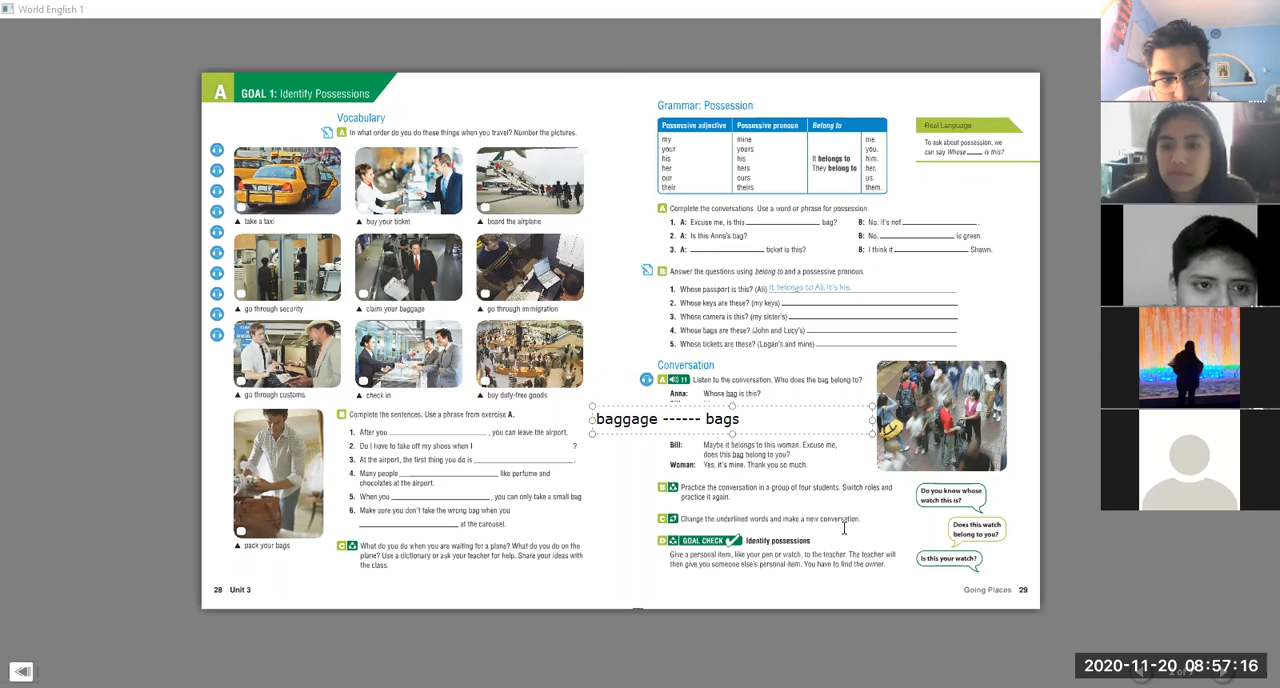 World English 1
A GOAL 1: Identify Possessions
Vocabulary
A In what order do you do these things when you travel? Number the pictures.
▲ take a taxi
▲ buy your ticket
▲ board the airplane
▲ go through security
▲ claim your baggage
▲ go through immigration
▲ go through customs
▲ check in
▲ buy duty-free goods
▲ pack your bags
B Complete the sentences. Use a phrase from exercise A.
1. After you ____________________, you can leave the airport.
2. Do I have to take off my shoes when I ____________________?
3. At the airport, the first thing you do is ____________________.
4. Many people ____________________ like perfume and
chocolates at the airport.
5. When you ____________________, you can only take a small bag.
6. Make sure you don't take the wrong bag when you
____________________ at the carousel.
C What do you do when you are waiting for a plane? What do you do on the
plane? Use a dictionary or ask your teacher for help. Share your ideas with
the class.
28 Unit 3
Grammar: Possession
Possessive adjective Possessive pronoun Belong to
my mine me.
your yours you.
his his It belongs to him.
her hers They belong to her.
our ours us.
their theirs them.
Real Language
To ask about possession, we
can say Whose ____ is this?
A Complete the conversations. Use a word or phrase for possession.
1. A: Excuse me, is this ____________________ bag? B: No. It's not ____________________.
2. A: Is this Anna's bag? B: No, ____________________ is green.
3. A: ____________________ ticket is this? B: I think it ____________________ Shawn.
B Answer the questions using belong to and a possessive pronoun.
1. Whose passport is this? (Ali) It belongs to Ali. It's his.
2. Whose keys are these? (my keys) ____________________
3. Whose camera is this? (my sister's) ____________________
4. Whose bags are these? (John and Lucy's) ____________________
5. Whose tickets are these? (Logan's and mine) ____________________
Conversation
A 11 Listen to the conversation. Who does the bag belong to?
Anna: Whose bag is this?
baggage ------ bags
Bill: Maybe it belongs to this woman. Excuse me,
does this bag belong to you?
Woman: Yes, it's mine. Thank you so much.
B Practice the conversation in a group of four students. Switch roles and
practice it again.
C Change the underlined words and make a new conversation.
D GOAL CHECK Identify possessions
Give a personal item, like your pen or watch, to the teacher. The teacher will
then give you someone else's personal item. You have to find the owner.
Do you know whose
watch this is?
Does this watch
belong to you?
Is this your watch?
Going Places 29
2020-11-20 08:57:16